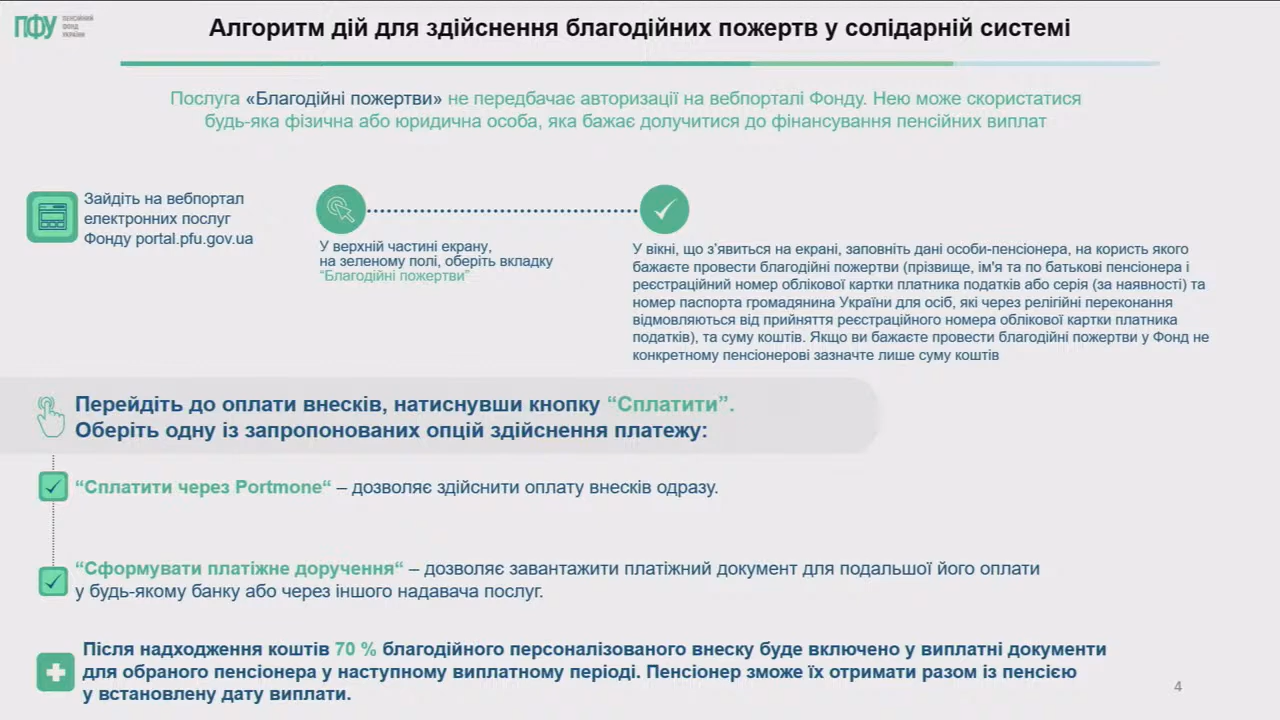 ПФУ ПЕНСІЙНИЙ
ФОНД
УКРАЇНИ
Алгоритм дій для здійснення благодійних пожертв у солідарній системі
Послуга «Благодійні пожертви» не передбачає авторизації на вебпорталі Фонду. Нею може скористатися
будь-яка фізична або юридична особа, яка бажає долучитися до фінансування пенсійних виплат
Зайдіть на вебпортал
електронних послуг
Фонду portal.pfu.gov.ua
У верхній частині екрану,
на зеленому полі, оберіть вкладку
“Благодійні пожертви”
У вікні, що з’явиться на екрані, заповніть дані особи-пенсіонера, на користь якого
бажаєте провести благодійні пожертви (прізвище, ім'я та по батькові пенсіонера і
реєстраційний номер облікової картки платника податків або серія (за наявності) та
номер паспорта громадянина України для осіб, які через релігійні переконання
відмовляються від прийняття реєстраційного номера облікової картки платника
податків), та суму коштів. Якщо ви бажаєте провести благодійні пожертви у Фонд не
конкретному пенсіонерові зазначте лише суму коштів
Перейдіть до оплати внесків, натиснувши кнопку “Сплатити”.
Оберіть одну із запропонованих опцій здійснення платежу:
“Сплатити через Portmone“ – дозволяє здійснити оплату внесків одразу.
“Сформувати платіжне доручення“ – дозволяє завантажити платіжний документ для подальшої його оплати
у будь-якому банку або через іншого надавача послуг.
Після надходження коштів 70 % благодійного персоналізованого внеску буде включено у виплатні документи
для обраного пенсіонера у наступному виплатному періоді. Пенсіонер зможе їх отримати разом із пенсією
у встановлену дату виплати.
4